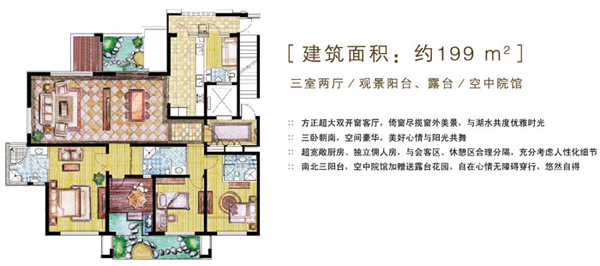 [ 建筑面积：约199 m² ]
三室两厅 / 观景阳台、露台 / 空中院馆
:: 方正超大双开窗客厅，倚窗尽揽窗外美景，与湖水共度优雅时光
:: 三卧朝南，空间豪华，美好心情与阳光共舞
:: 超宽敞厨房、独立佣人房，与会客区、休憩区合理分隔，充分考虑人性化细节
:: 南北三阳台，空中院馆加赠送露台花园，自在心情无障碍穿行，悠然自得